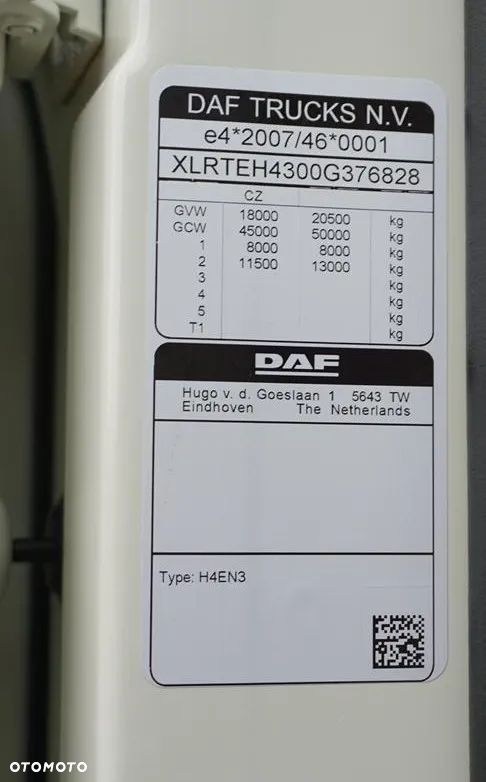 DAF TRUCKS N.V.
e4*2007/46*0001
XLRTEH4300G376828
CZ
GVW 18000 20500 kg
GCW 45000 50000 kg
1 8000 8000 kg
2 11500 13000 kg
3 kg
4 kg
5 kg
T1 kg
DAF
Hugo v. d. Goeslaan 1 5643 TW
Eindhoven The Netherlands
Type: H4EN3
OTOMOTO